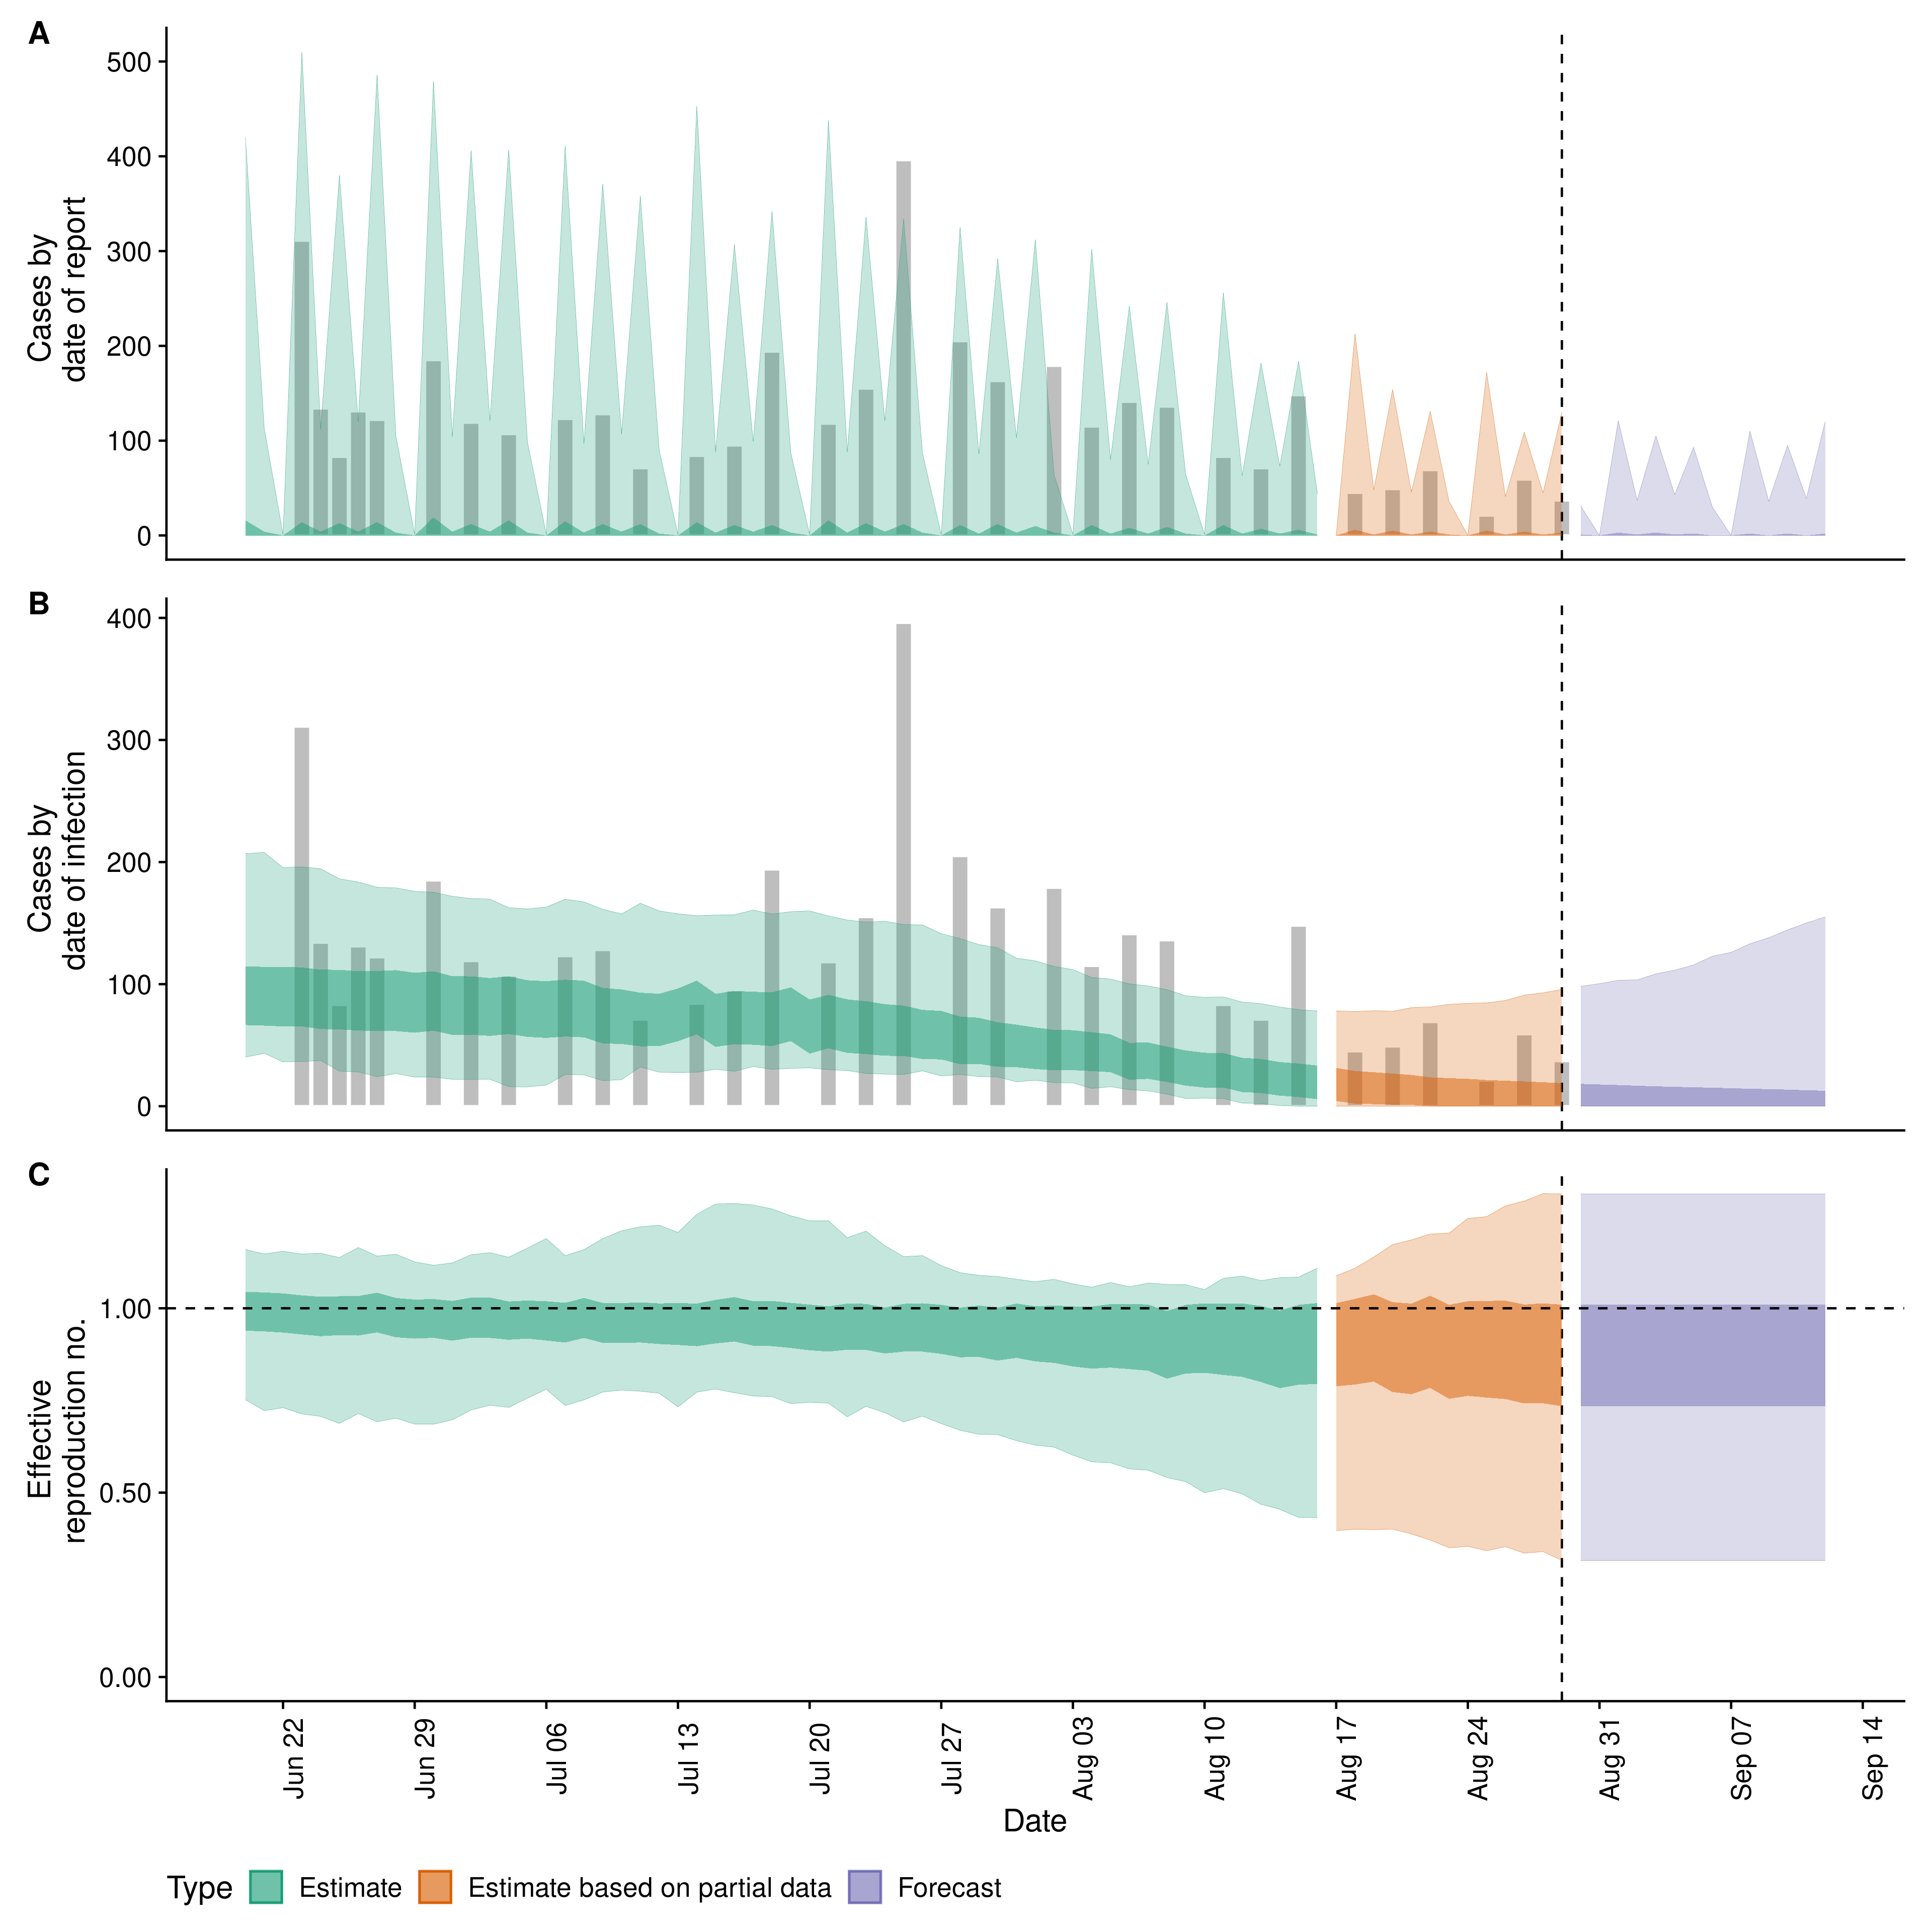 A
Cases by
date of report
500
400
300
200
100
0
B
Cases by
date of infection
400
300
200
100
0
C
Effective
reproduction no.
1.00
0.50
0.00
Jun 22
Jun 29
Jul 06
Jul 13
Jul 20
Jul 27
Aug 03
Aug 10
Aug 17
Aug 24
Aug 31
Sep 07
Sep 14
Date
Type Estimate Estimate based on partial data Forecast